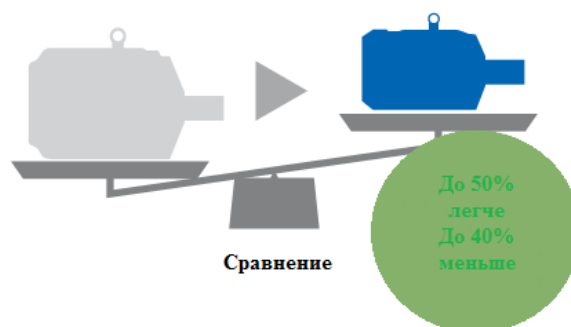 До 50%
легче
До 40%
меньше
Сравнение